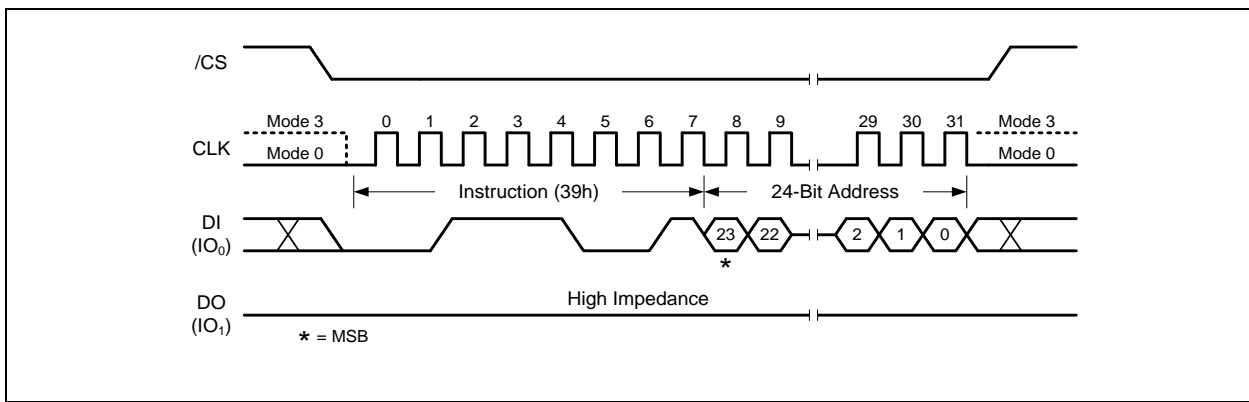 /CS
Mode 3 0 1 2 3 4 5 6 7 8 9 29 30 31 Mode 3
CLK
Mode 0 Mode 0
Instruction (39h) 24-Bit Address
DI
(IO₀)
23 22 2 1 0
*
High Impedance
DO
(IO₁)
* = MSB